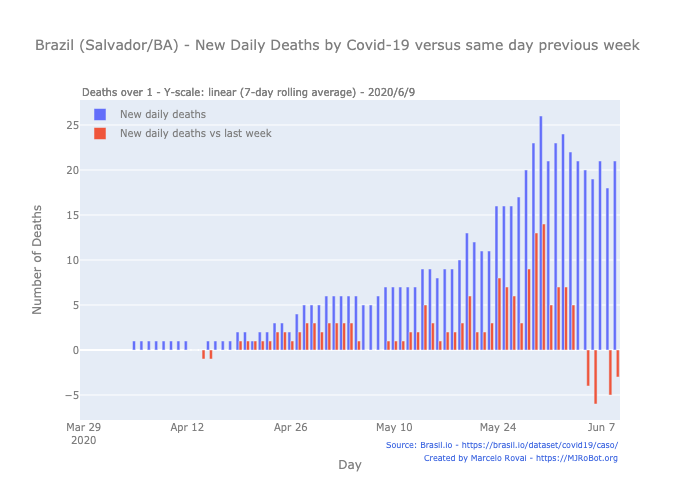 Brazil (Salvador/BA) - New Daily Deaths by Covid-19 versus same day previous week
Deaths over 1 - Y-scale: linear (7-day rolling average) - 2020/6/9
New daily deaths
New daily deaths vs last week
25
20
15
10
5
0
−5
Number of Deaths
Mar 29
2020
Apr 12
Apr 26
May 10
May 24
Jun 7
Day
Source: Brasil.io - https://brasil.io/dataset/covid19/caso/
Created by Marcelo Rovai - https://MJRoBot.org